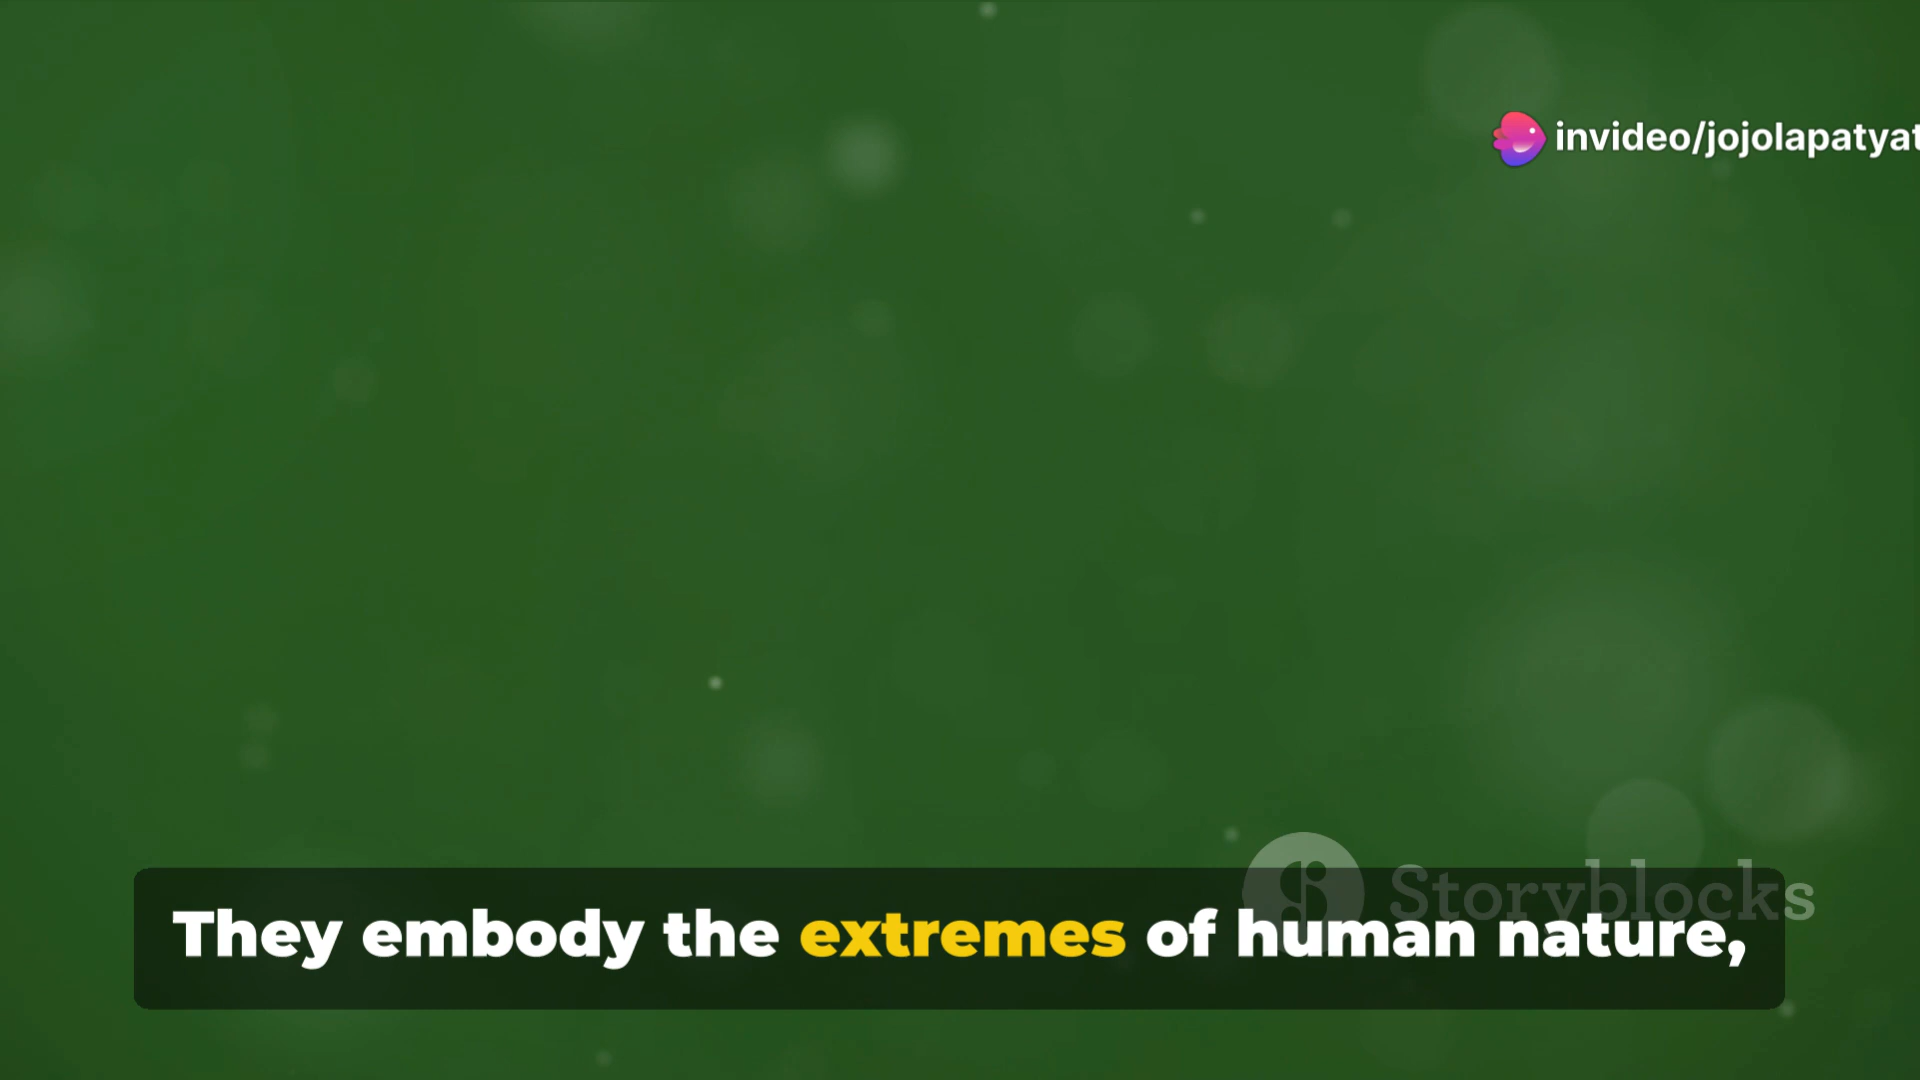 invideo/jojolapatyat
Storyblocks
They embody the extremes of human nature,